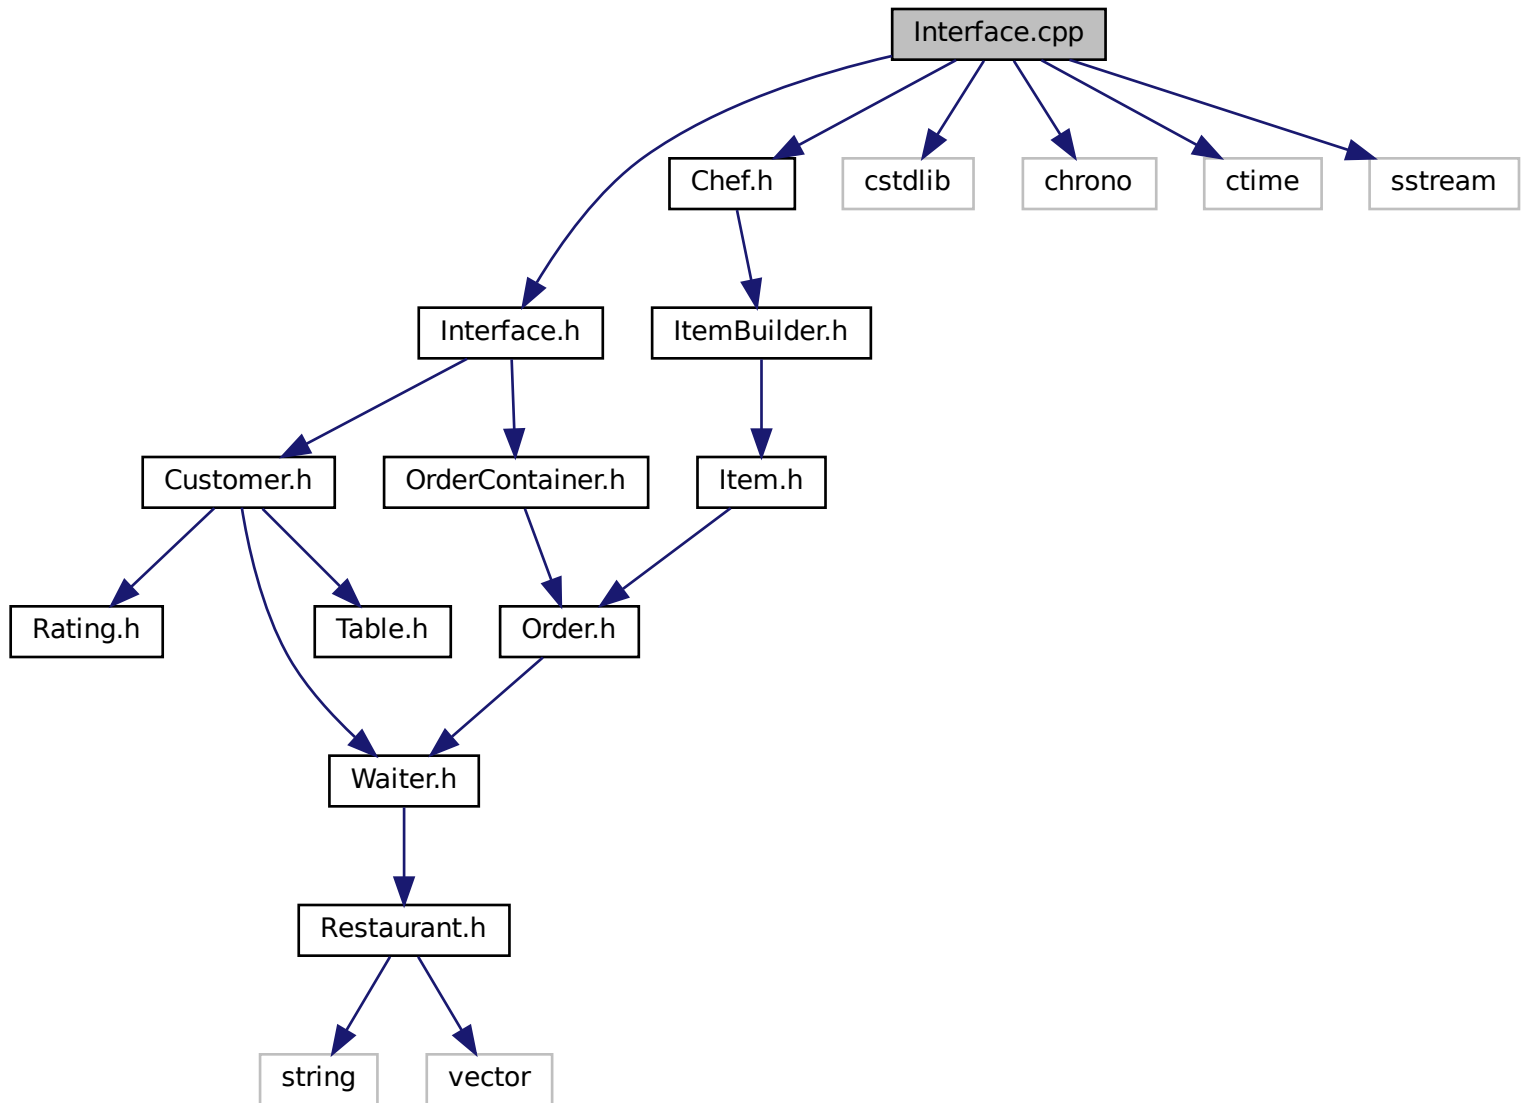 Interface.cpp
Chef.h
cstdlib
chrono
ctime
sstream
Interface.h
ItemBuilder.h
Customer.h
OrderContainer.h
Item.h
Rating.h
Table.h
Order.h
Waiter.h
Restaurant.h
string
vector